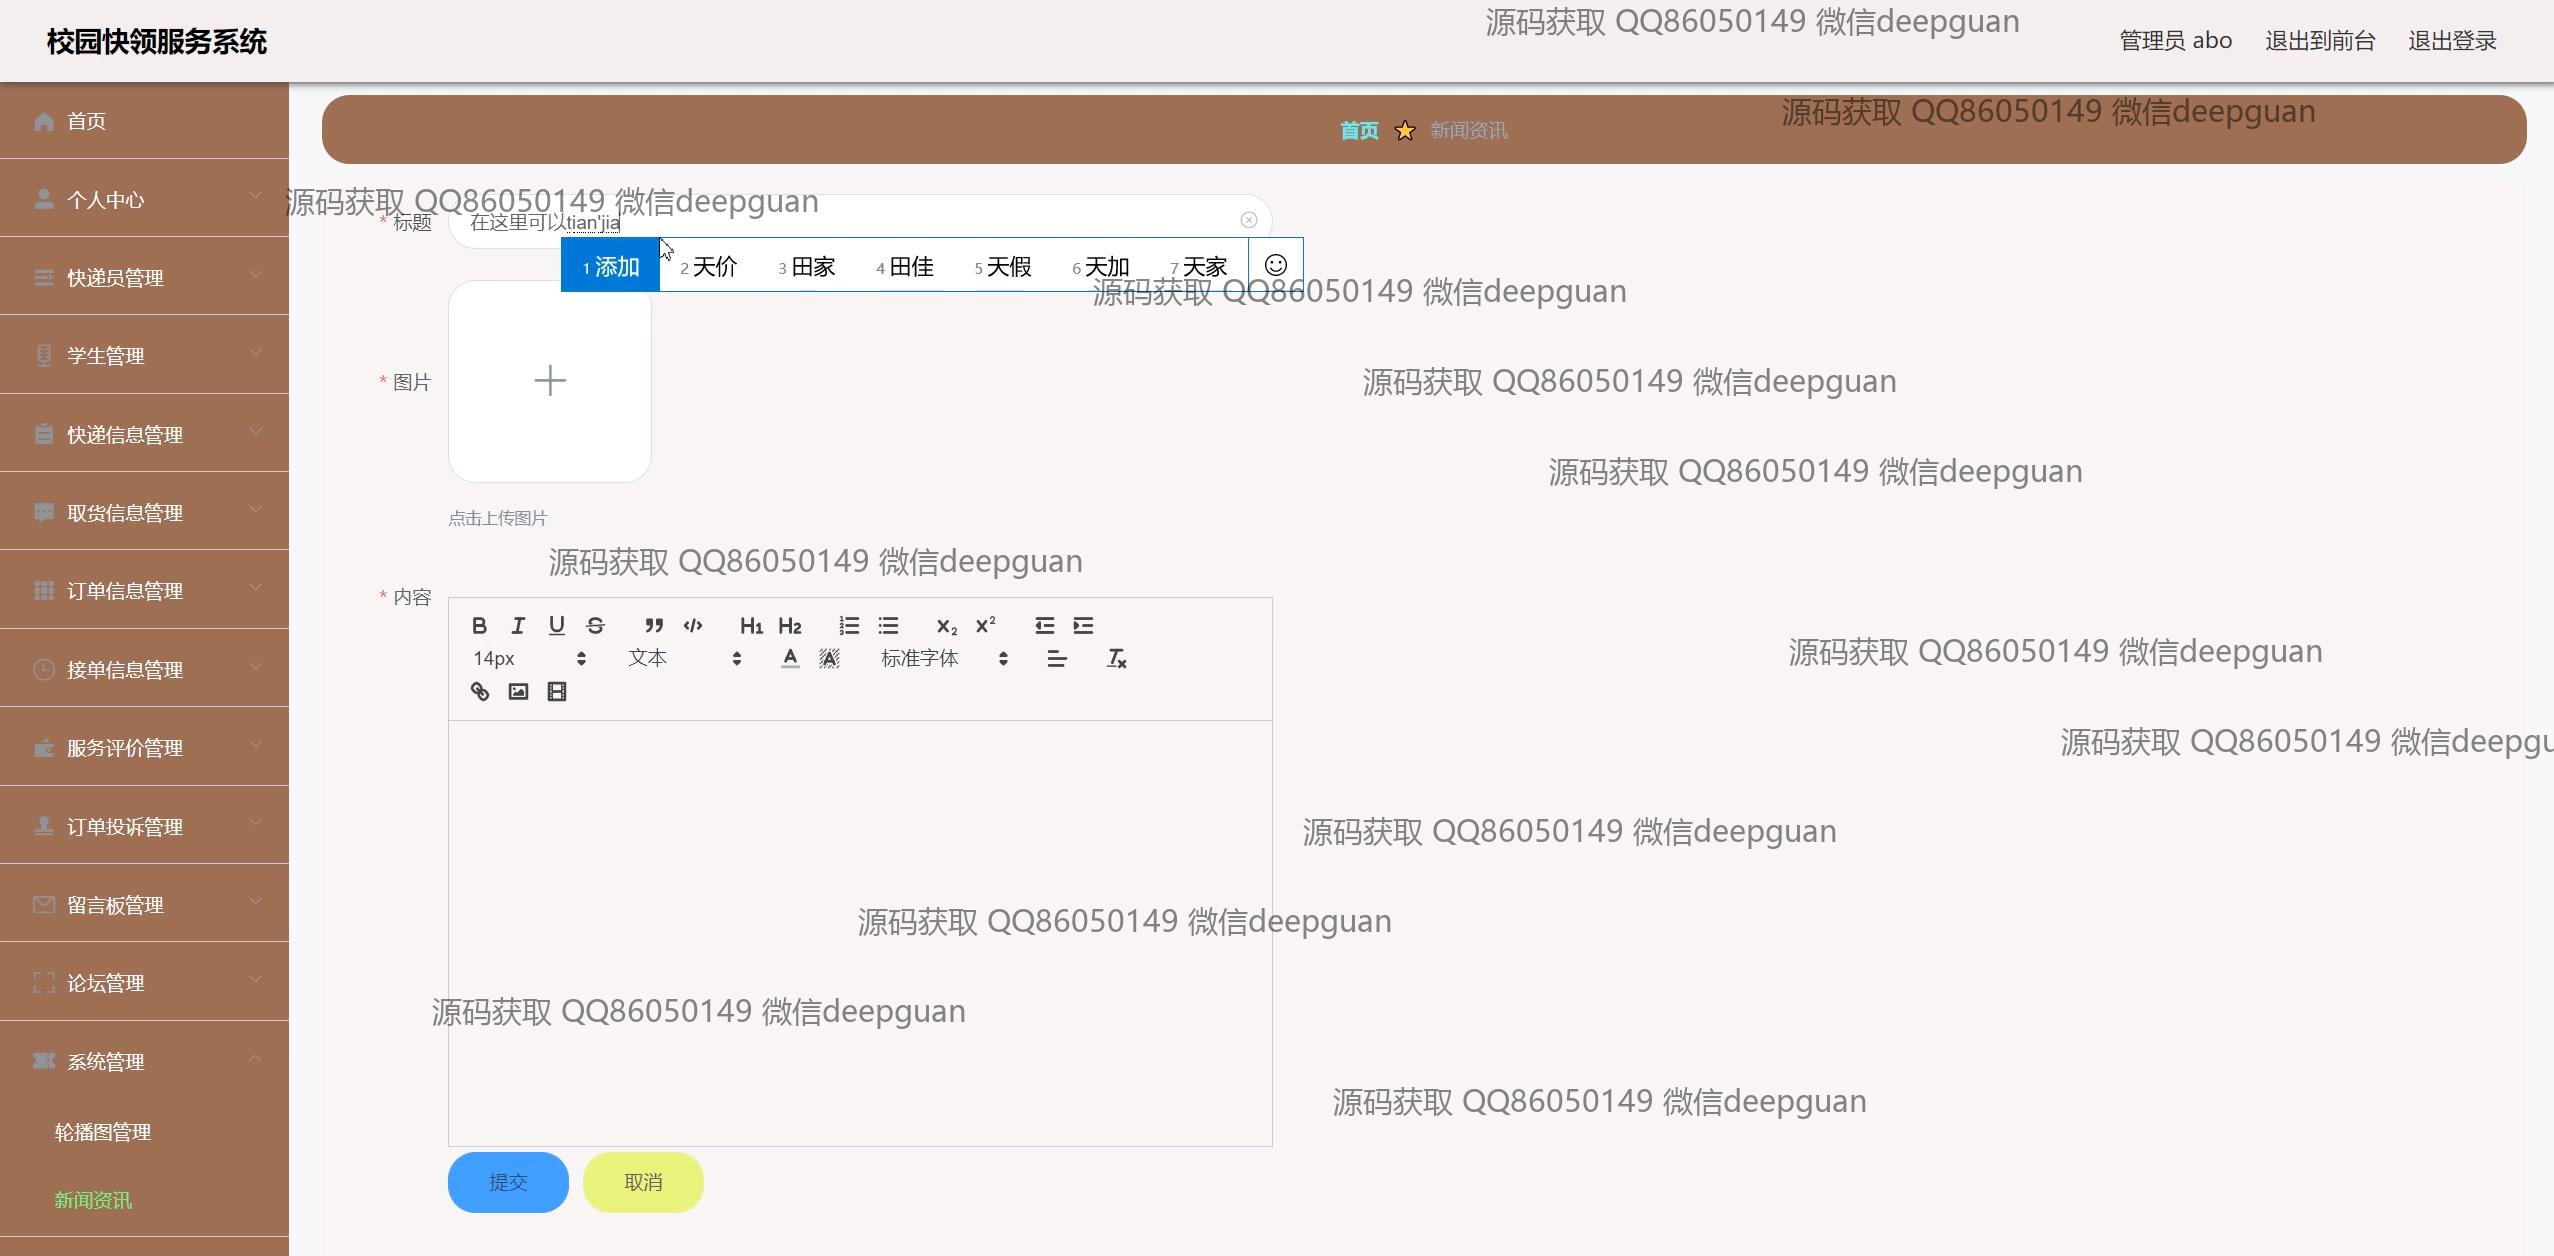 校园快领服务系统
源码获取 QQ86050149 微信deepguan
管理员 abo 退出到前台 退出登录
首页
首页 新闻资讯
源码获取 QQ86050149 微信deepguan
个人中心
源码获取 QQ86050149 微信deepguan
* 标题 在这里可以tian'jia
1 添加 2 天价 3 田家 4 田佳 5 天假 6 天加 7 天家
快递员管理
源码获取 QQ86050149 微信deepguan
学生管理
* 图片
源码获取 QQ86050149 微信deepguan
快递信息管理
源码获取 QQ86050149 微信deepguan
取货信息管理
点击上传图片
源码获取 QQ86050149 微信deepguan
订单信息管理
* 内容
B I U S H1 H2 X2 X2
源码获取 QQ86050149 微信deepguan
14px 文本 A A 标准字体 Tx
接单信息管理
服务评价管理
源码获取 QQ86050149 微信deepgu
订单投诉管理
源码获取 QQ86050149 微信deepguan
留言板管理
源码获取 QQ86050149 微信deepguan
论坛管理
源码获取 QQ86050149 微信deepguan
系统管理
源码获取 QQ86050149 微信deepguan
轮播图管理
提交 取消
新闻资讯